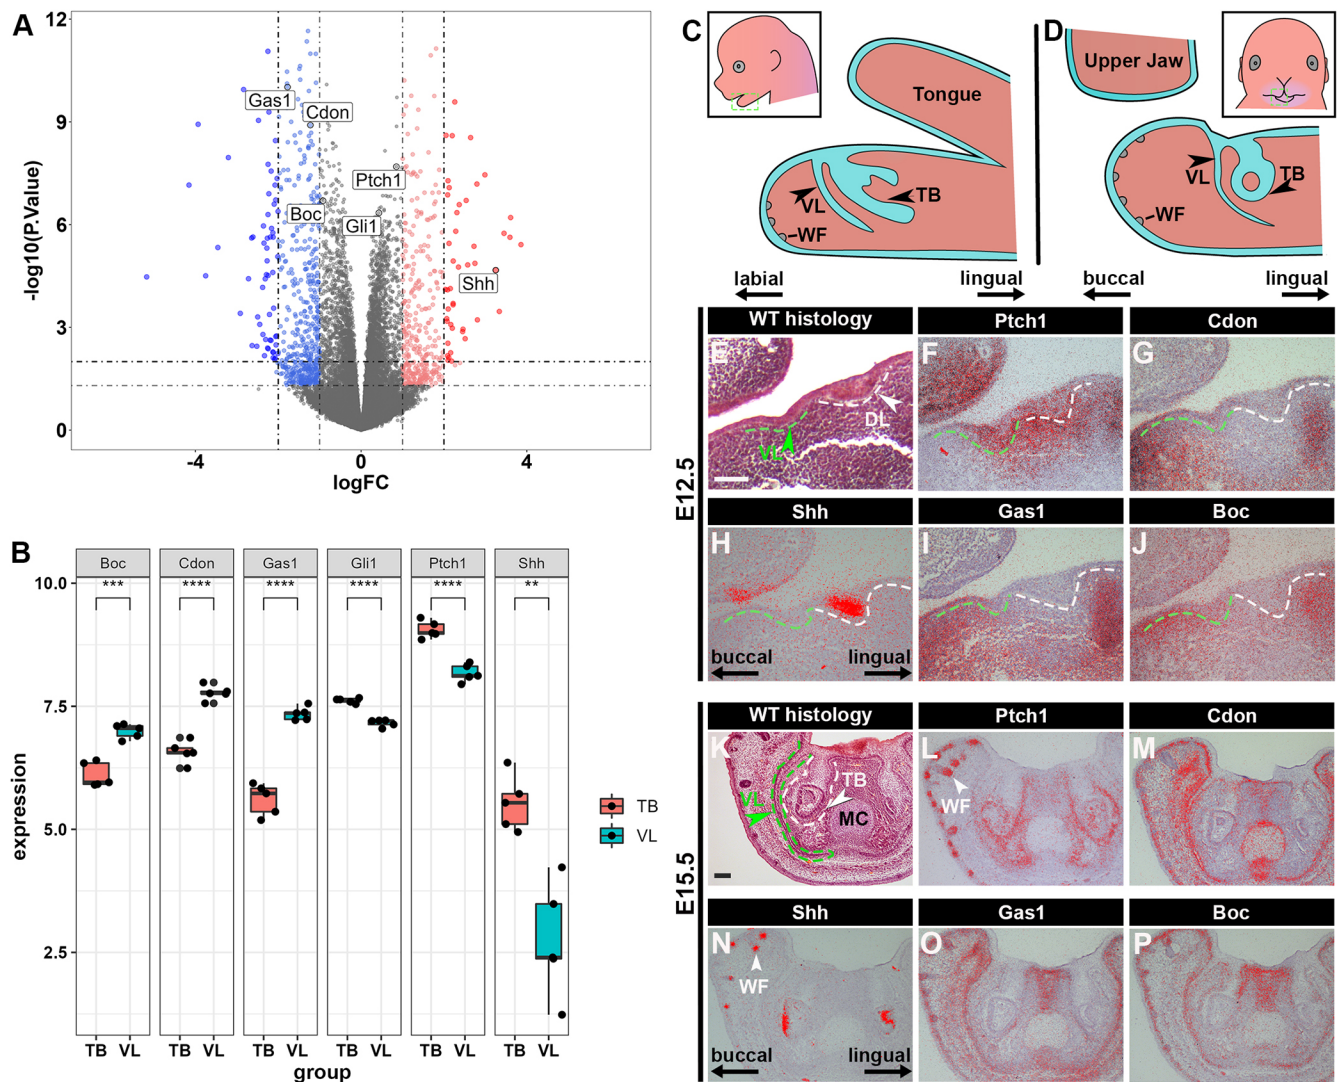 A
12
9
6
3
0
-log10(P.Value)
Gas1
Cdon
Ptch1
Boc
Gli1
Shh
-4
0
4
logFC
B
Boc
Cdon
Gas1
Gli1
Ptch1
Shh
***
****
****
****
****
**
10.0
7.5
5.0
2.5
expression
TB VL TB VL TB VL TB VL TB VL TB VL
group
TB
VL
C
Tongue
VL
TB
WF
labial
lingual
D
Upper Jaw
VL
TB
WF
buccal
lingual
E12.5
WT histology
Ptch1
Cdon
E
DL
VL
F
G
Shh
Gas1
Boc
H
buccal
lingual
I
J
E15.5
WT histology
Ptch1
Cdon
K
VL
TB
MC
L
WF
M
Shh
Gas1
Boc
N
WF
buccal
lingual
O
P